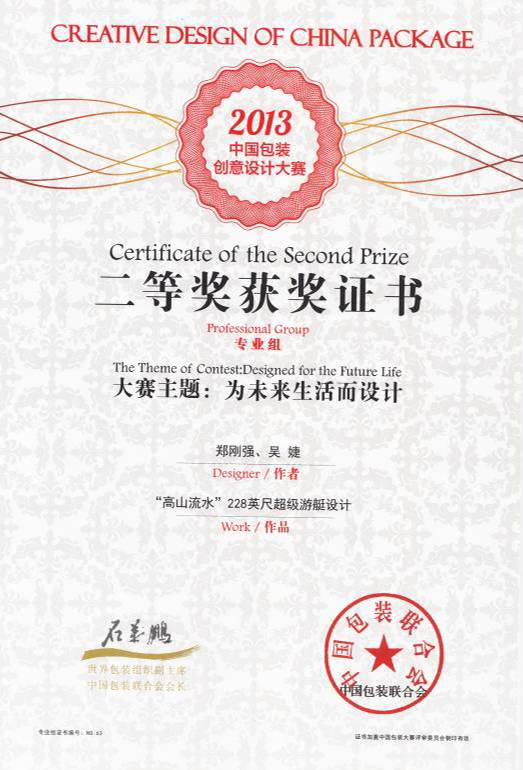 CREATIVE DESIGN OF CHINA PACKAGE
2013
中国包装
创意设计大赛
Certificate of the Second Prize
二等奖获奖证书
Professional Group
专业组
The Theme of Contest:Designed for the Future Life
大赛主题：为未来生活而设计
郑刚强、吴 婕
Designer / 作者
“高山流水”228英尺超级游艇设计
Work / 作品
石万鹏
世界包装组织副主席
中国包装联合会会长
中国包装联合会
中国包装联合会
专业组证书编号：NO.63
证书加盖中国包装大赛评审委员会钢印有效